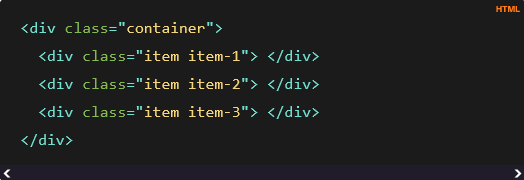 HTML
<div class="container">
  <div class="item item-1"> </div>
  <div class="item item-2"> </div>
  <div class="item item-3"> </div>
</div>